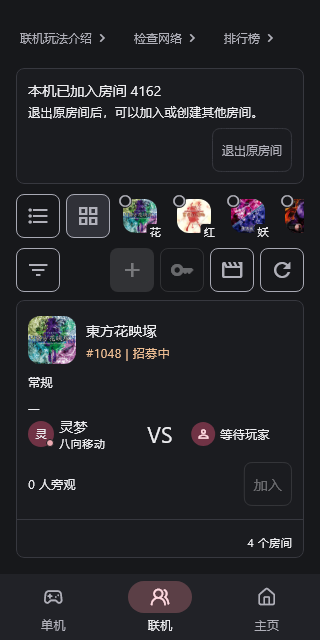 联机玩法介绍
检查网络
排行榜
本机已加入房间 4162
退出原房间后，可以加入或创建其他房间。
退出原房间
花
红
妖
東方花映塚
#1048 | 招募中
常规
—
灵
灵梦
八向移动
VS
等待玩家
0 人旁观
加入
4 个房间
单机
联机
主页